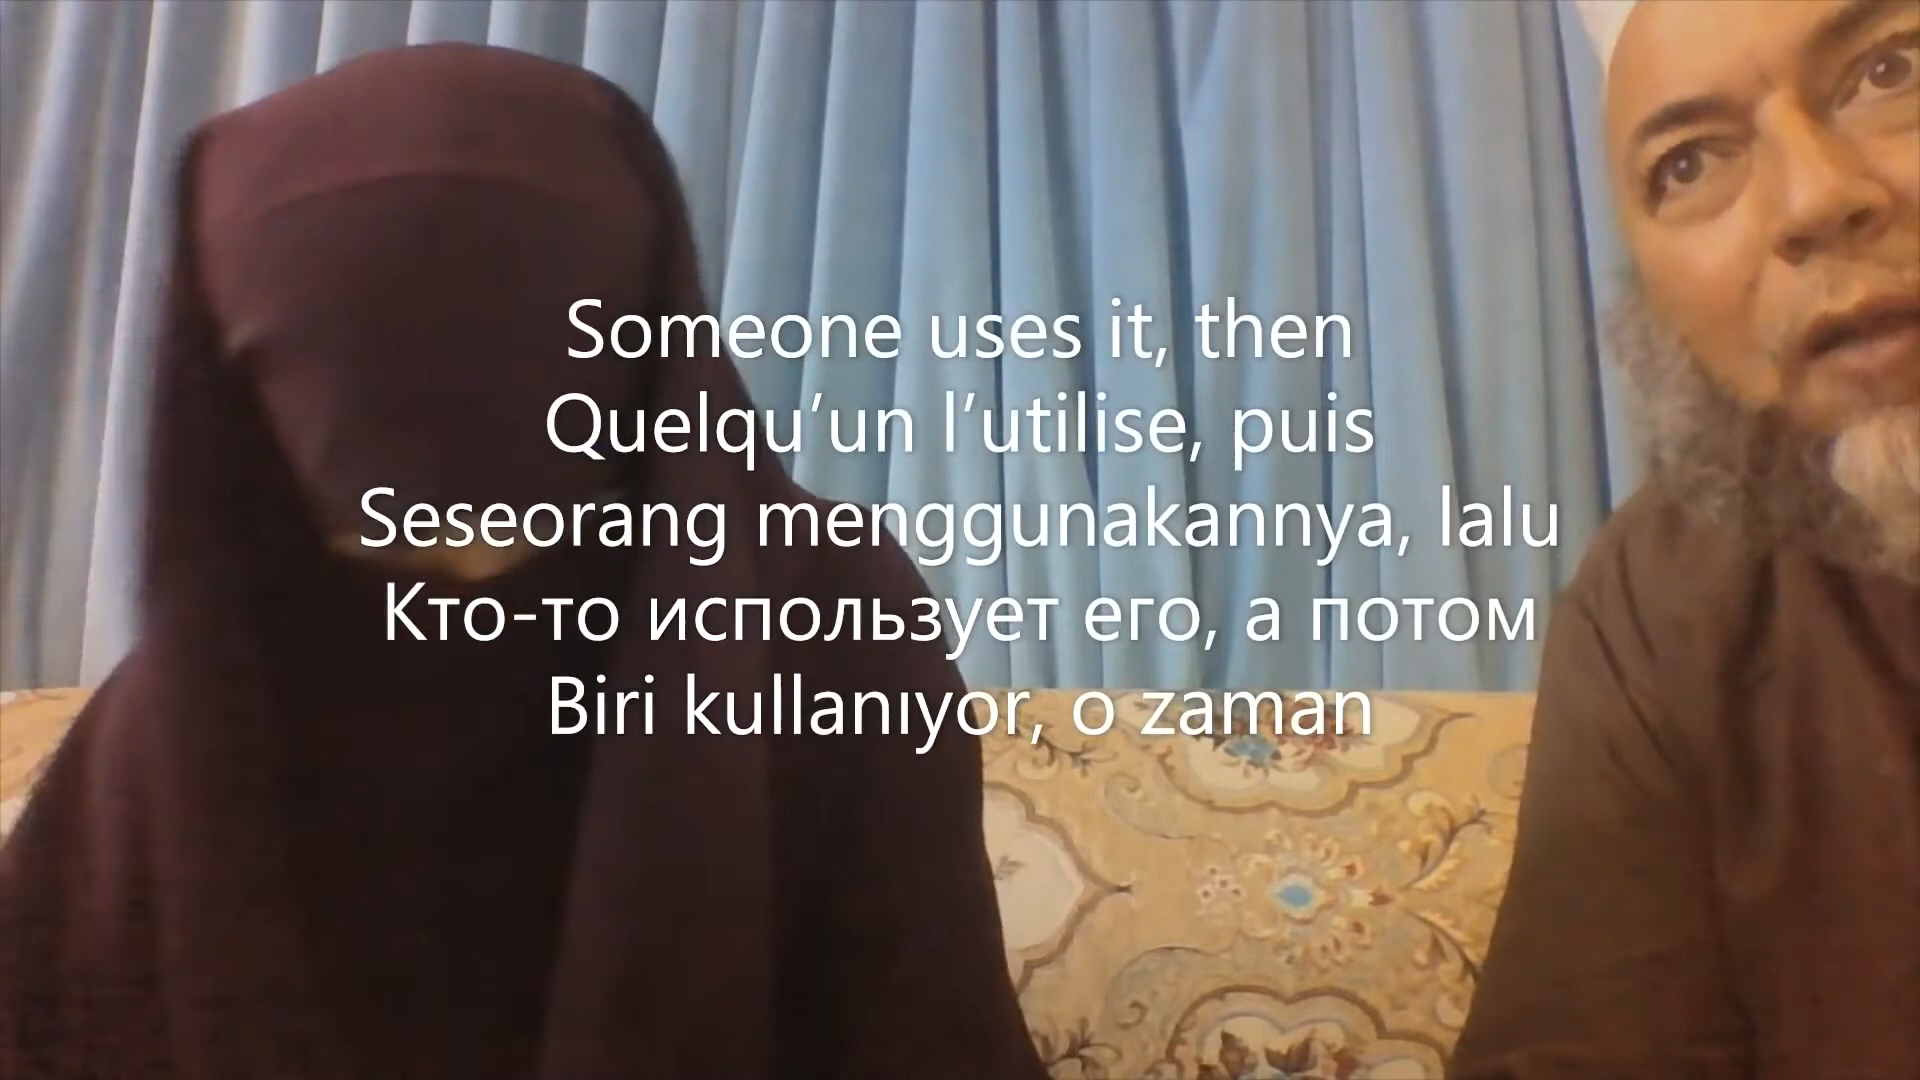 Someone uses it, then
Quelqu’un l’utilise, puis
Seseorang menggunakannya, lalu
Кто-то использует его, а потом
Biri kullanıyor, o zaman